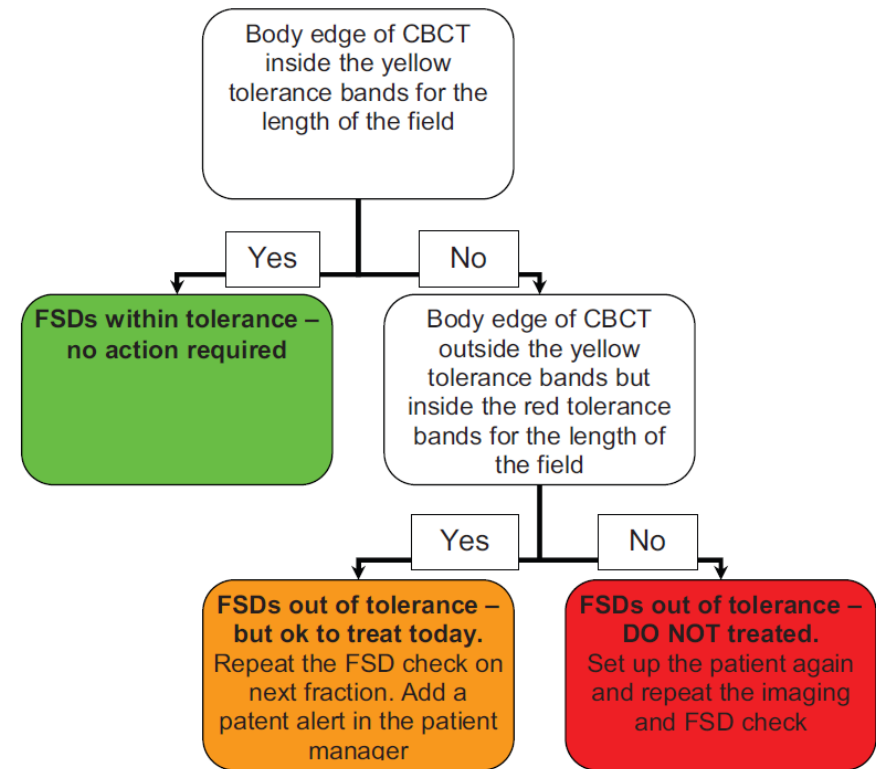 Body edge of CBCT
inside the yellow
tolerance bands for the
length of the field
Yes
No
FSDs within tolerance –
no action required
Body edge of CBCT
outside the yellow
tolerance bands but
inside the red tolerance
bands for the length of
the field
Yes
No
FSDs out of tolerance –
but ok to treat today.
Repeat the FSD check on
next fraction. Add a
patent alert in the patient
manager
FSDs out of tolerance –
DO NOT treated.
Set up the patient again
and repeat the imaging
and FSD check